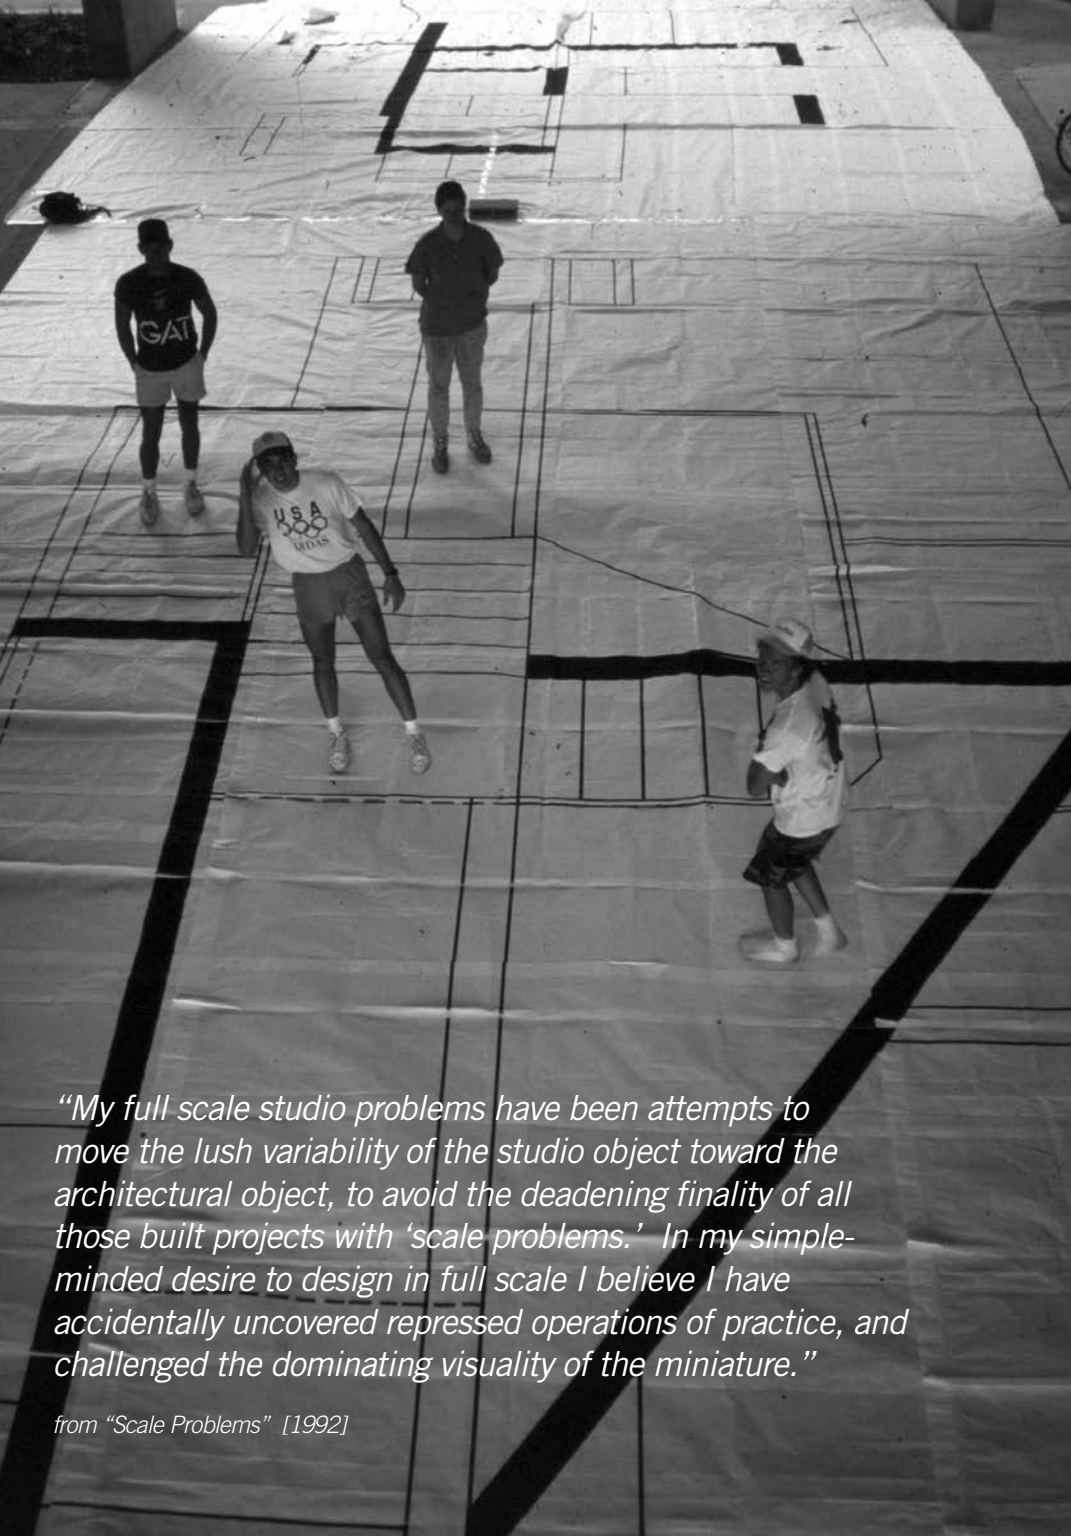 GAT
USA
ADIDAS
“My full scale studio problems have been attempts to
move the lush variability of the studio object toward the
architectural object, to avoid the deadening finality of all
those built projects with ‘scale problems.’  In my simple-
minded desire to design in full scale I believe I have
accidentally uncovered repressed operations of practice, and
challenged the dominating visuality of the miniature.”
from “Scale Problems”  [1992]